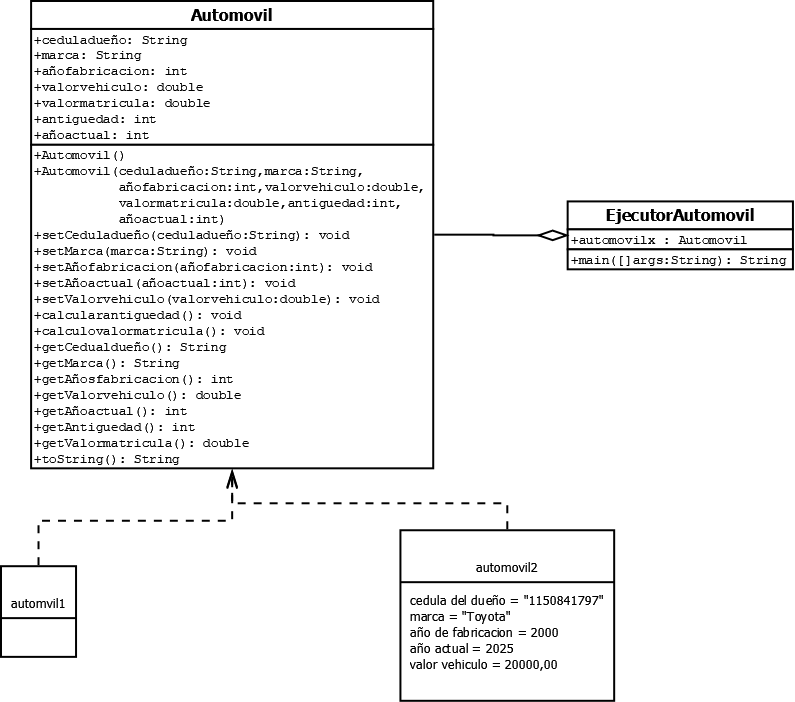 Automovil
+ceduladueño: String
+marca: String
+añofabricacion: int
+valorvehiculo: double
+valormatricula: double
+antiguedad: int
+añoactual: int
+Automovil()
+Automovil(ceduladueño:String,marca:String,
añofabricacion:int,valorvehiculo:double,
valormatricula:double,antiguedad:int,
añoactual:int)
+setCeduladueño(ceduladueño:String): void
+setMarca(marca:String): void
+setAñofabricacion(añofabricacion:int): void
+setAñoactual(añoactual:int): void
+setValorvehiculo(valorvehiculo:double): void
+calcularantiguedad(): void
+calculovalormatricula(): void
+getCedualdueño(): String
+getMarca(): String
+getAñosfabricacion(): int
+getValorvehiculo(): double
+getAñoactual(): int
+getAntiguedad(): int
+getValormatricula(): double
+toString(): String
EjecutorAutomovil
+automovilx : Automovil
+main([]args:String): String
automvil1
automovil2
cedula del dueño = "1150841797"
marca = "Toyota"
año de fabricacion = 2000
año actual = 2025
valor vehiculo = 20000,00